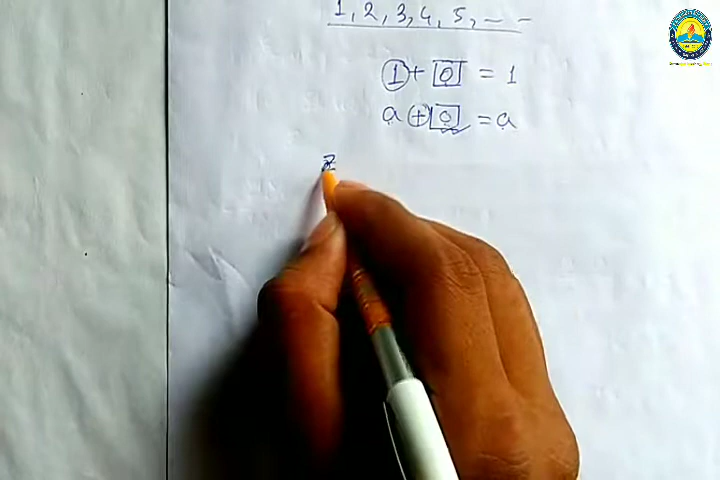 1, 2, 3, 4, 5, – –
1 + 0 = 1
a + 0 = a